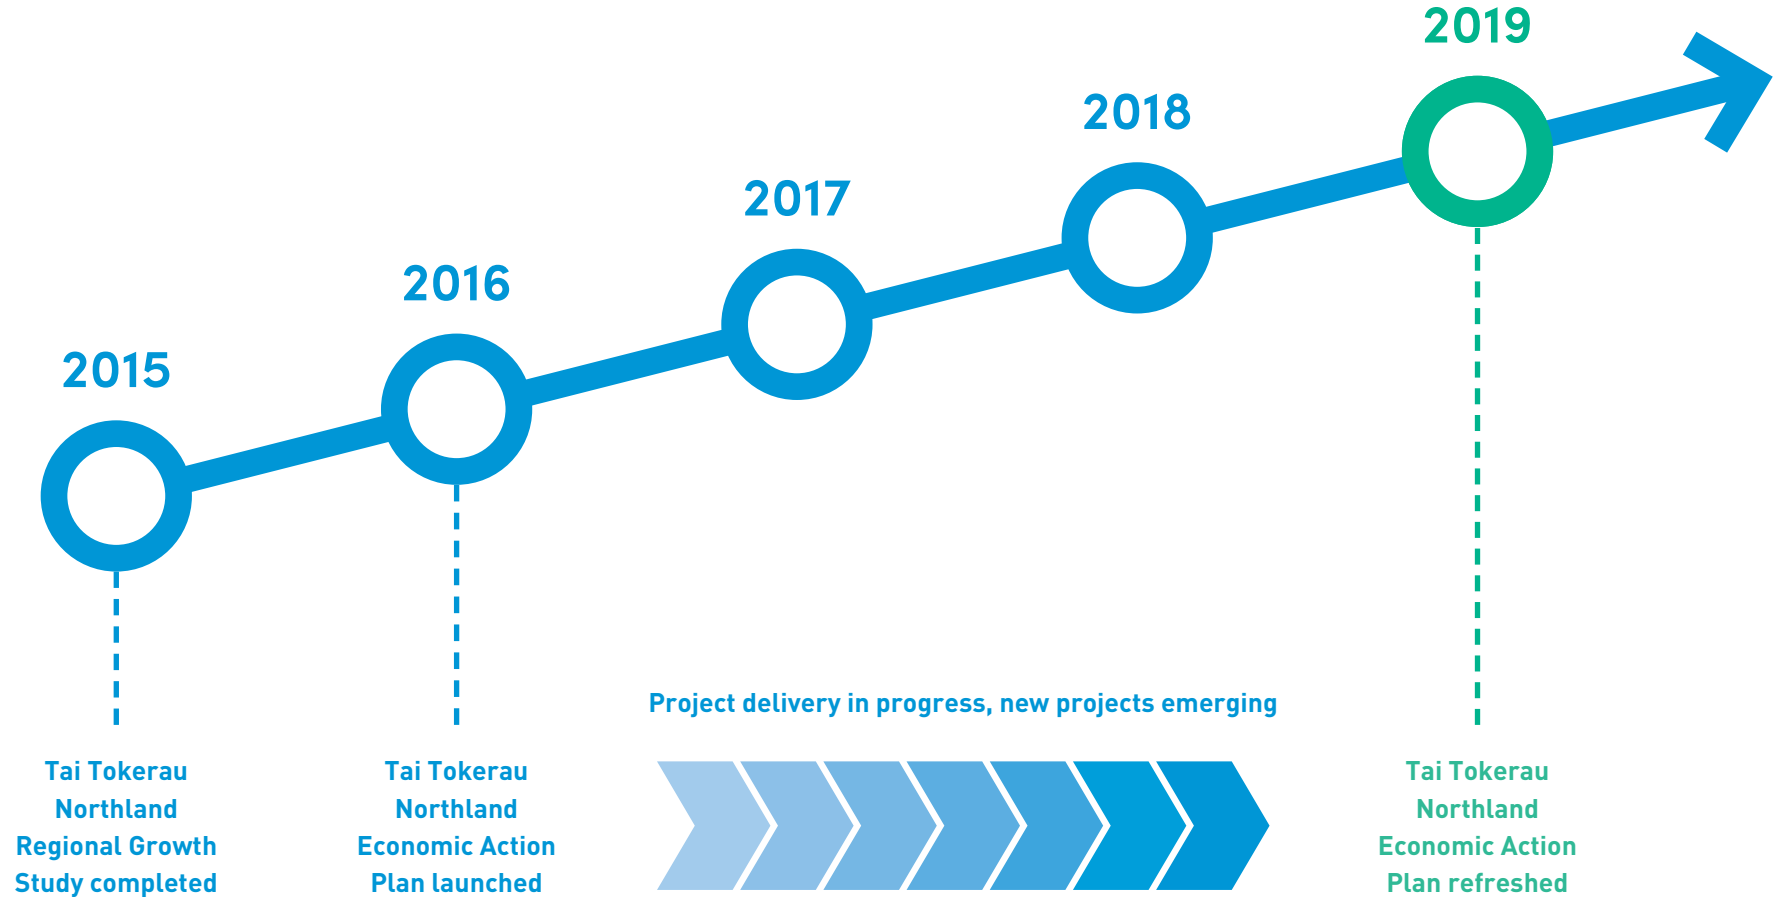 2015
2016
2017
2018
2019
Project delivery in progress, new projects emerging
Tai Tokerau
Northland
Regional Growth
Study completed
Tai Tokerau
Northland
Economic Action
Plan launched
Tai Tokerau
Northland
Economic Action
Plan refreshed